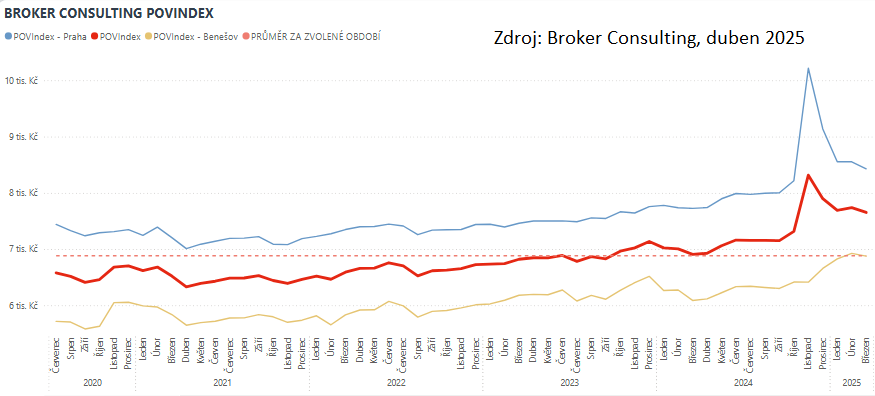 BROKER CONSULTING POVINDEX
POVIndex - Praha POVIndex POVIndex - Benešov PRŮMĚR ZA ZVOLENÉ OBDOBÍ
Zdroj: Broker Consulting, duben 2025
10 tis. Kč
9 tis. Kč
8 tis. Kč
7 tis. Kč
6 tis. Kč
Červenec Srpen Září Říjen Listopad Prosinec Leden Únor Březen Duben Květen Červen Červenec Srpen Září Říjen Listopad Prosinec Leden Únor Březen Duben Květen Červen Červenec Srpen Září Říjen Listopad Prosinec Leden Únor Březen Duben Květen Červen Červenec Srpen Září Říjen Listopad Prosinec Leden Únor Březen Duben Květen Červen Červenec Srpen Září Říjen Listopad Prosinec Leden Únor Březen
2020 2021 2022 2023 2024 2025